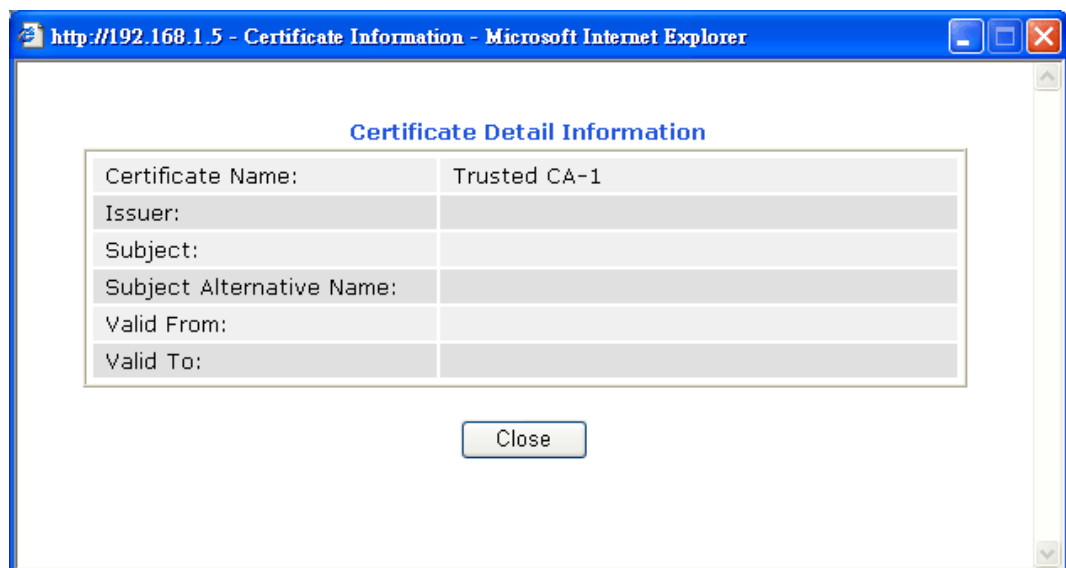 http://192.168.1.5 - Certificate Information - Microsoft Internet Explorer
Certificate Detail Information
Certificate Name: Trusted CA-1
Issuer:
Subject:
Subject Alternative Name:
Valid From:
Valid To:
Close